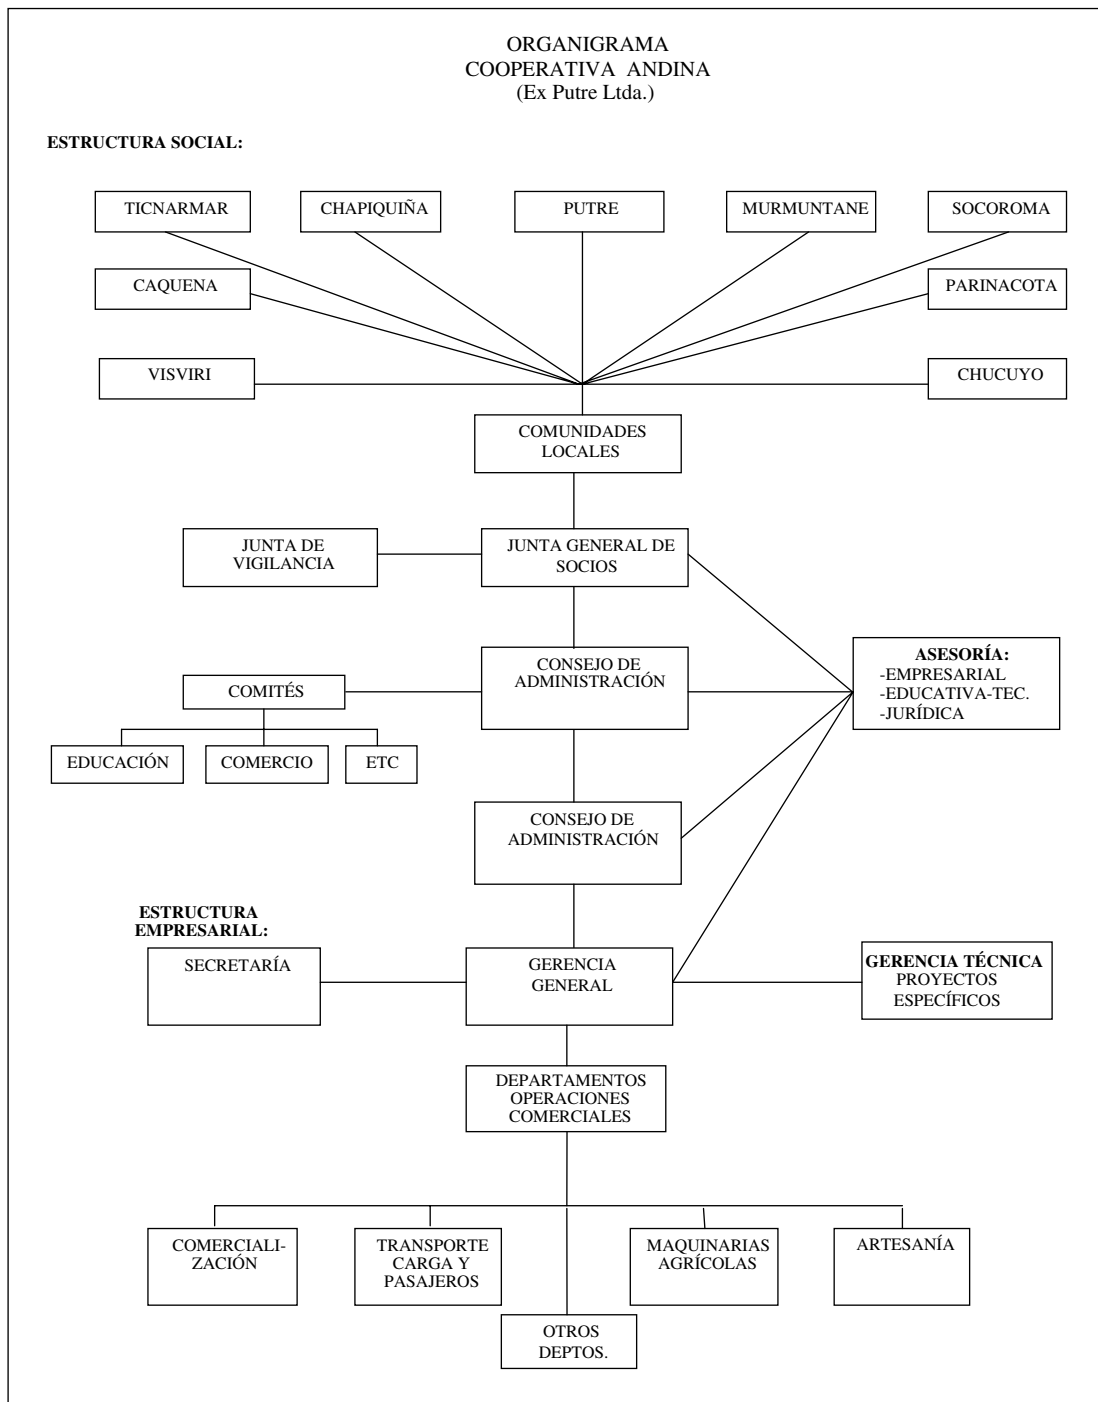 ORGANIGRAMA
COOPERATIVA ANDINA
(Ex Putre Ltda.)
ESTRUCTURA SOCIAL:
TICNARMAR
CHAPIQUIÑA
PUTRE
MURMUNTANE
SOCOROMA
CAQUENA
PARINACOTA
VISVIRI
CHUCUYO
COMUNIDADES
LOCALES
JUNTA DE
VIGILANCIA
JUNTA GENERAL DE
SOCIOS
CONSEJO DE
ADMINISTRACIÓN
ASESORÍA:
-EMPRESARIAL
-EDUCATIVA-TEC.
-JURÍDICA
COMITÉS
EDUCACIÓN
COMERCIO
ETC
CONSEJO DE
ADMINISTRACIÓN
ESTRUCTURA
EMPRESARIAL:
SECRETARÍA
GERENCIA
GENERAL
GERENCIA TÉCNICA
PROYECTOS
ESPECÍFICOS
DEPARTAMENTOS
OPERACIONES
COMERCIALES
COMERCIALI-
ZACIÓN
TRANSPORTE
CARGA Y
PASAJEROS
MAQUINARIAS
AGRÍCOLAS
ARTESANÍA
OTROS
DEPTOS.